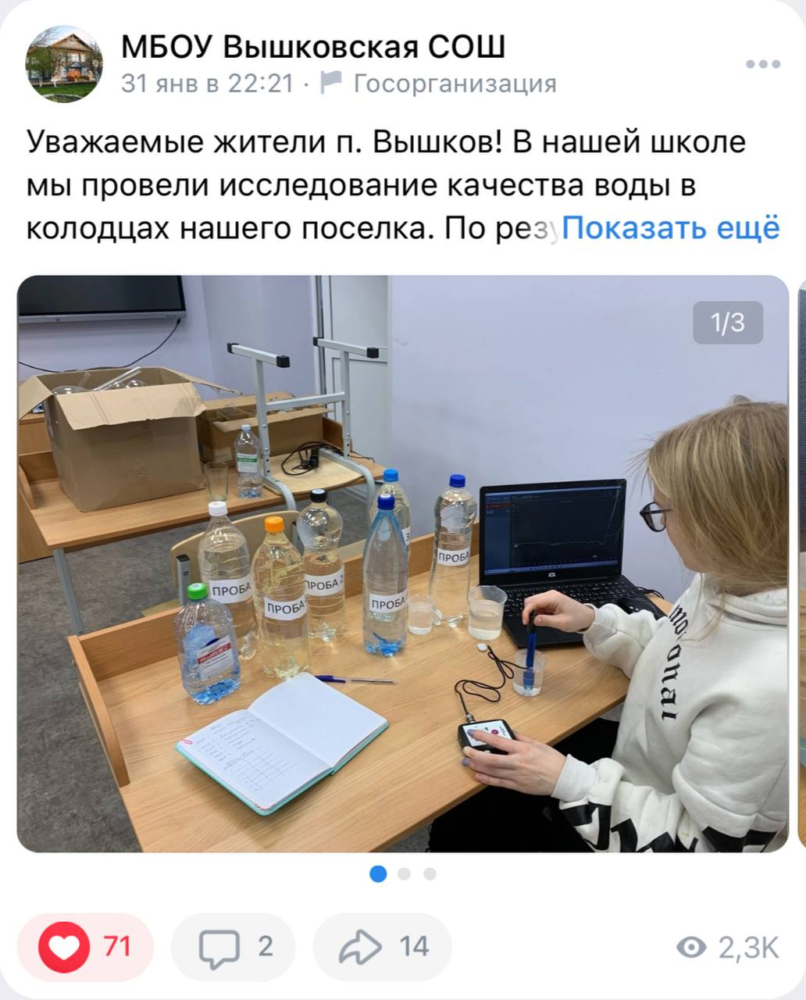 МБОУ Вышковская СОШ
31 янв в 22:21 · Госорганизация
Уважаемые жители п. Вышков! В нашей школе
мы провели исследование качества воды в
колодцах нашего поселка. По рез Показать ещё
1/3
ПРОБА
ПРОБА
ПРОБА 2
ПРОБА
3
ПРОБА
71
2
14
2,3K